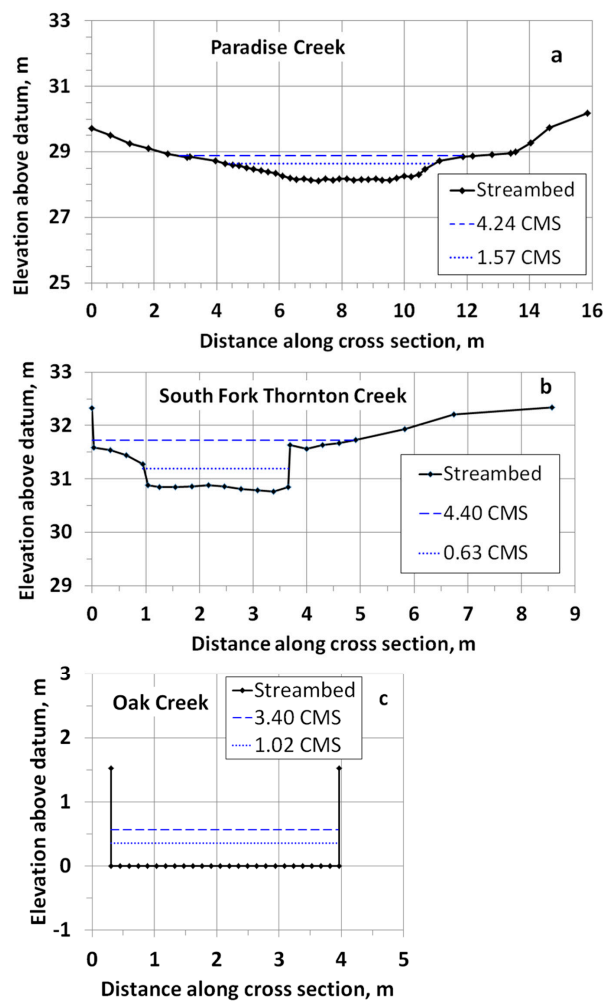 Paradise Creek
a
Elevation above datum, m
33
31
29
27
25
Streambed
4.24 CMS
1.57 CMS
0 2 4 6 8 10 12 14 16
Distance along cross section, m
South Fork Thornton Creek
b
Elevation above datum, m
33
32
31
30
29
Streambed
4.40 CMS
0.63 CMS
0 1 2 3 4 5 6 7 8 9
Distance along cross section, m
Oak Creek
c
Elevation above datum, m
3
2
1
0
-1
Streambed
3.40 CMS
1.02 CMS
0 1 2 3 4 5
Distance along cross section, m